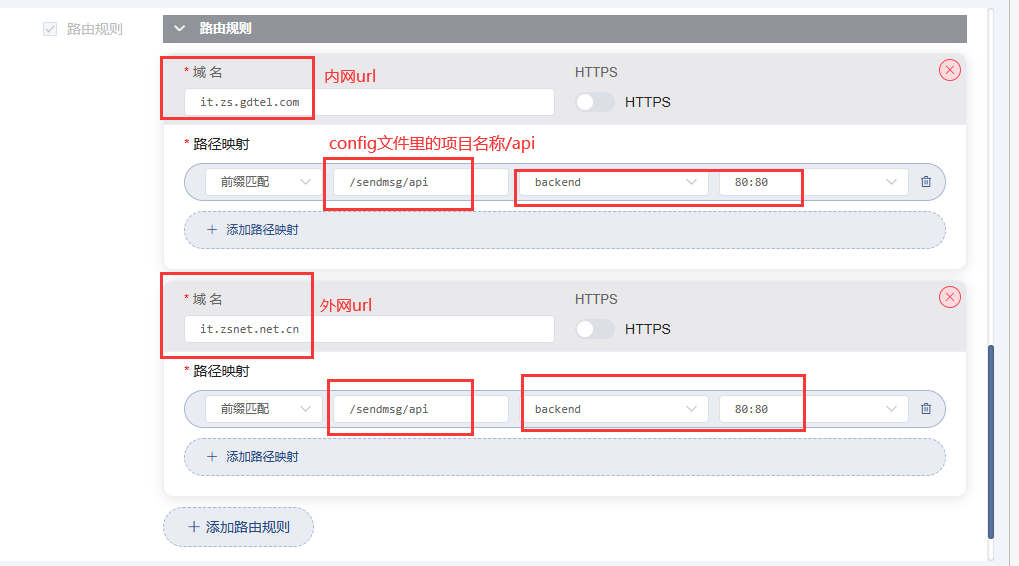 路由规则
路由规则
* 域 名
内网url
HTTPS
it.zs.gdtel.com
HTTPS
* 路径映射
config文件里的项目名称/api
前缀匹配
/sendmsg/api
backend
80:80
+ 添加路径映射
* 域 名
外网url
HTTPS
it.zsnet.net.cn
HTTPS
* 路径映射
前缀匹配
/sendmsg/api
backend
80:80
+ 添加路径映射
+ 添加路由规则